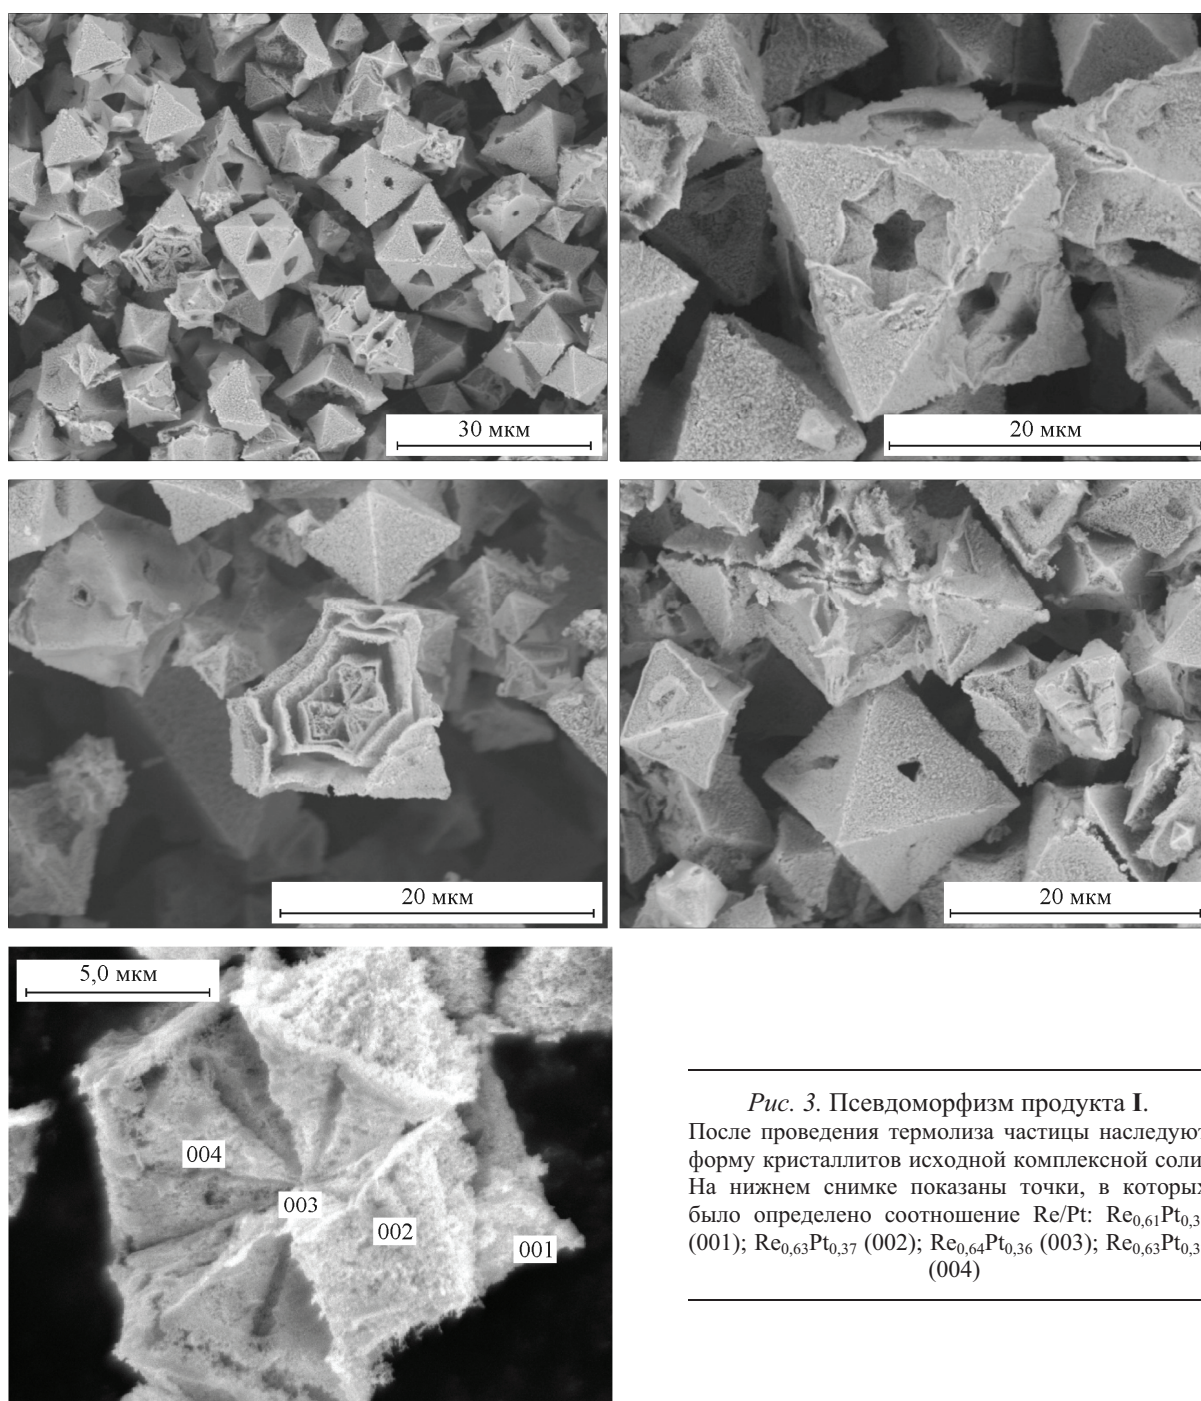 30 мкм
20 мкм
20 мкм
20 мкм
5,0 мкм
004
003
002
001
Рис. 3. Псевдоморфизм продукта I.
После проведения термолиза частицы наследуют
форму кристаллитов исходной комплексной соли.
На нижнем снимке показаны точки, в которых
было определено соотношение Re/Pt: Re0,61Pt0,3
(001); Re0,63Pt0,37 (002); Re0,64Pt0,36 (003); Re0,63Pt0,3
(004)